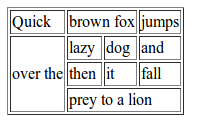 Quick brown fox jumps
lazy dog and
over the
then it fall
prey to a lion